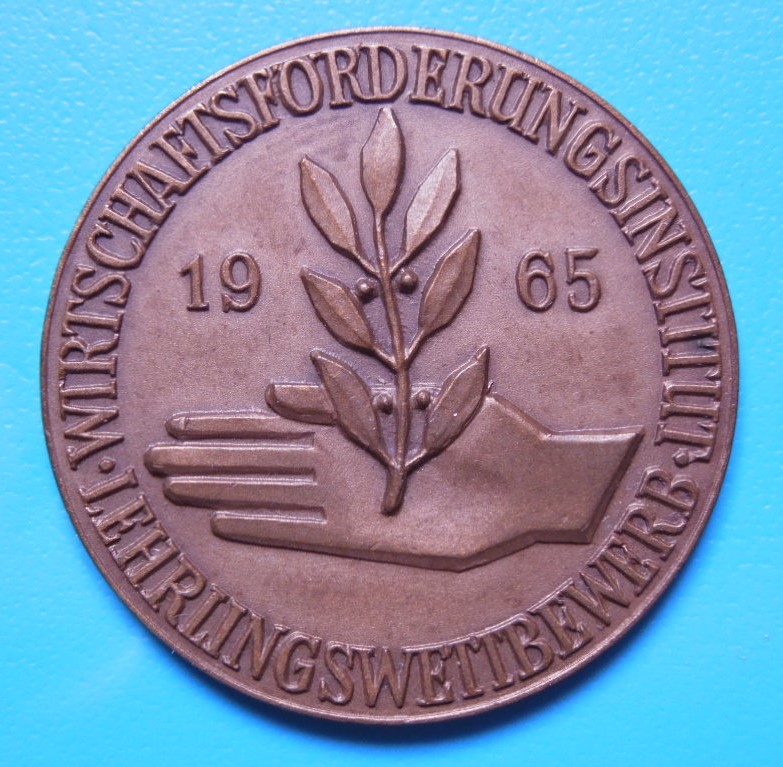 ·WIRTSCHAFTSFÖRDERUNGSINSTITUT·
19 65
LEHRLINGSWETTBEWERB